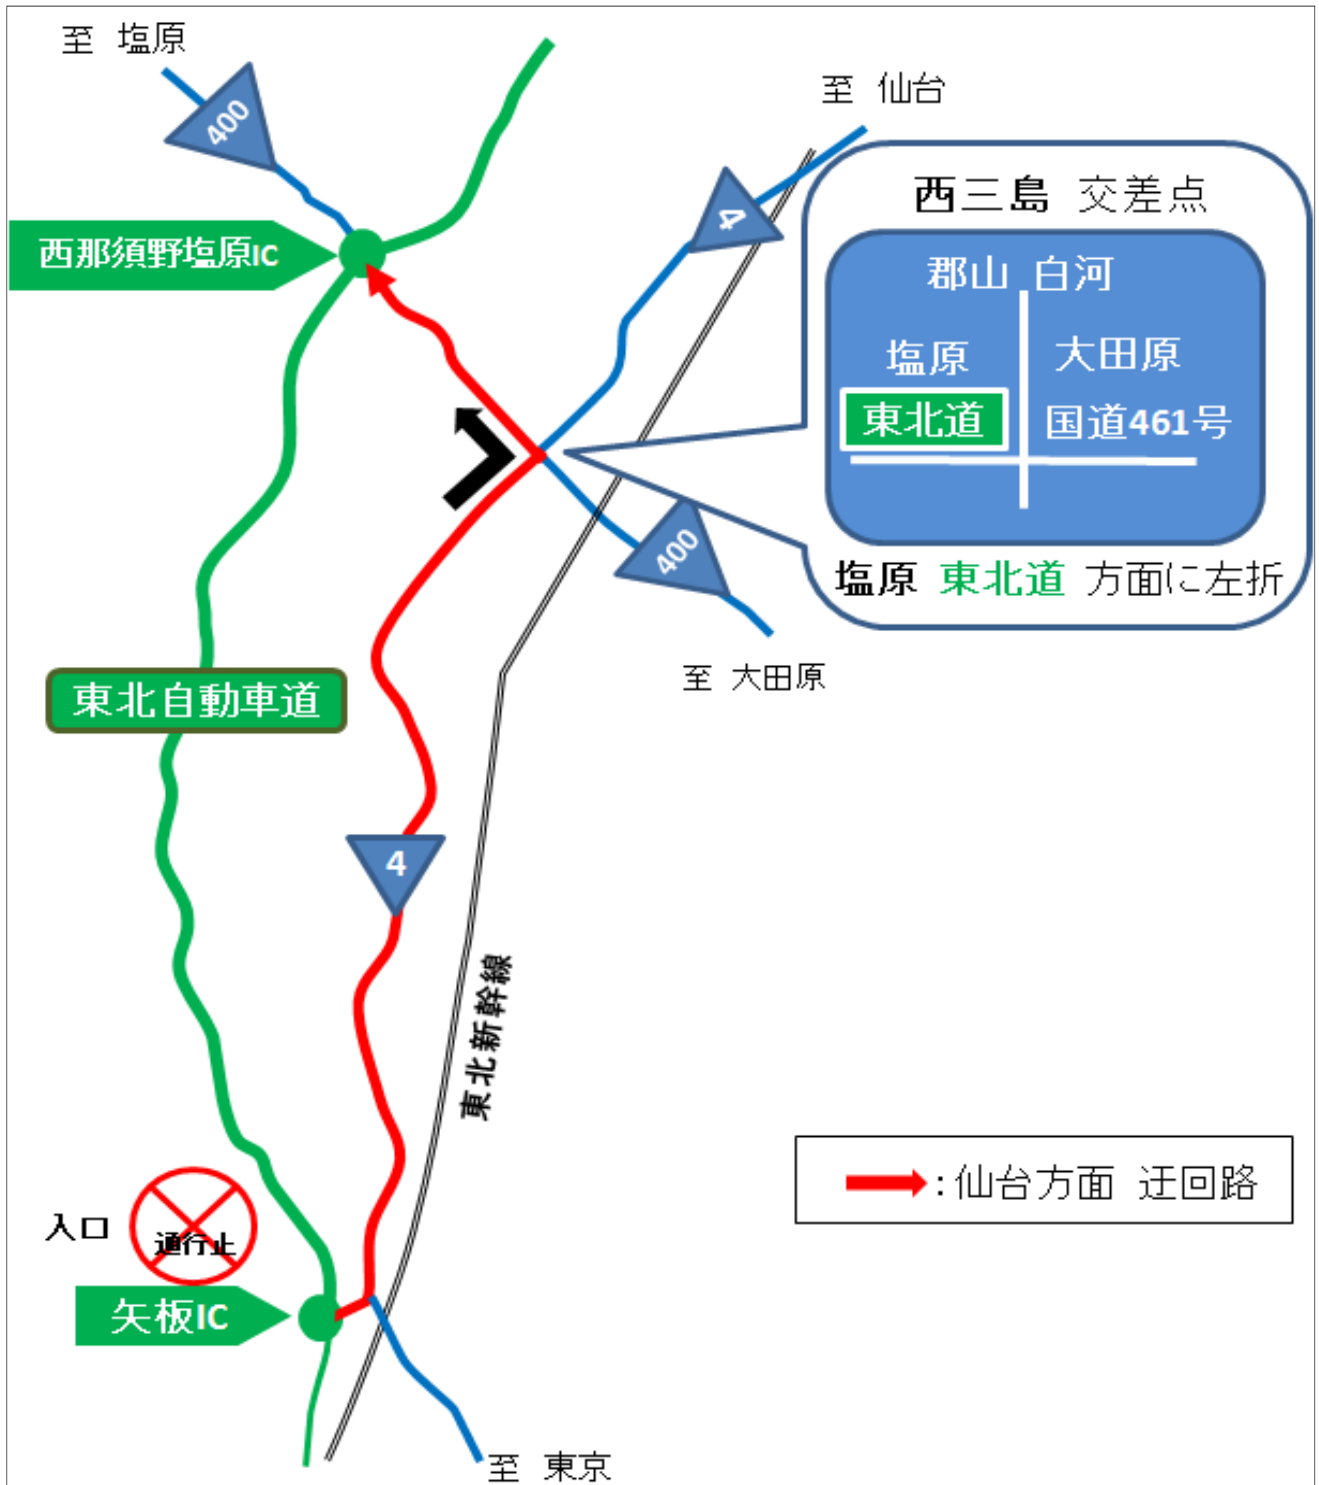 至 塩原
400
至 仙台
4
西那須野塩原IC
西三島 交差点
郡山 白河
塩原
大田原
東北道
国道461号
塩原 東北道 方面に左折
400
至 大田原
東北自動車道
4
東北新幹線
:仙台方面 迂回路
入口
通行止
矢板IC
至 東京